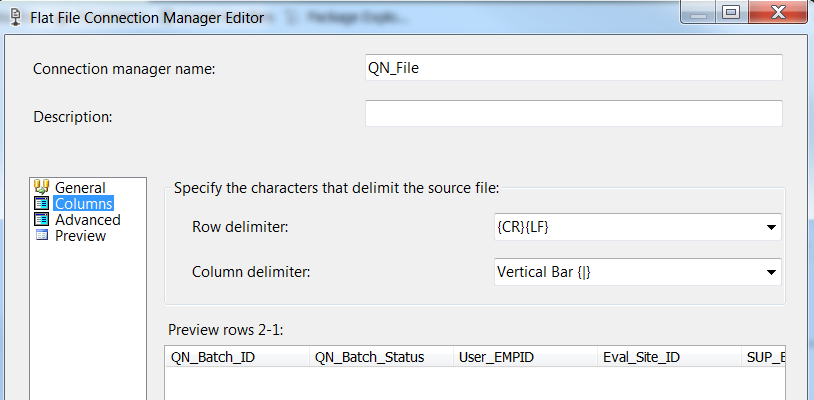 Flat File Connection Manager Editor
Connection manager name:
QN_File
Description:
General
Columns
Advanced
Preview
Specify the characters that delimit the source file:
Row delimiter:
{CR}{LF}
Column delimiter:
Vertical Bar {|}
Preview rows 2-1:
QN_Batch_ID QN_Batch_Status User_EMPID Eval_Site_ID SUP_E